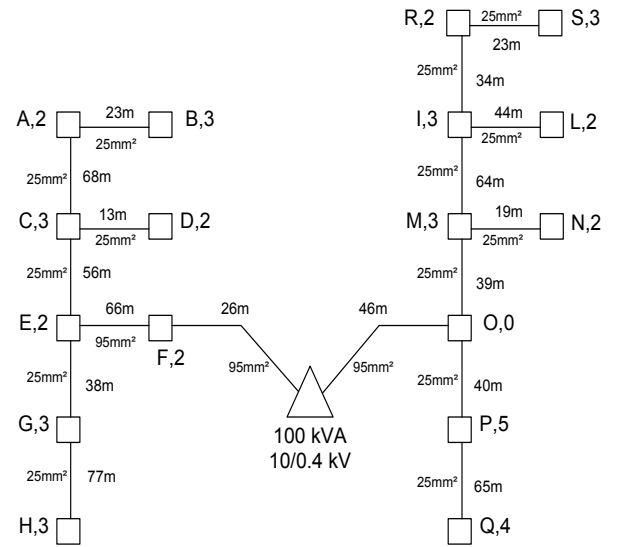 R,2 25mm² S,3
23m
25mm² 34m
A,2 23m B,3
25mm²
I,3 44m L,2
25mm²
25mm² 68m
25mm² 64m
C,3 13m D,2
25mm²
M,3 19m N,2
25mm²
25mm² 56m
25mm² 39m
E,2 66m 26m 46m O,0
95mm² F,2
95mm² 95mm²
25mm² 38m
25mm² 40m
G,3
P,5
100 kVA
10/0.4 kV
25mm² 77m
25mm² 65m
H,3
Q,4